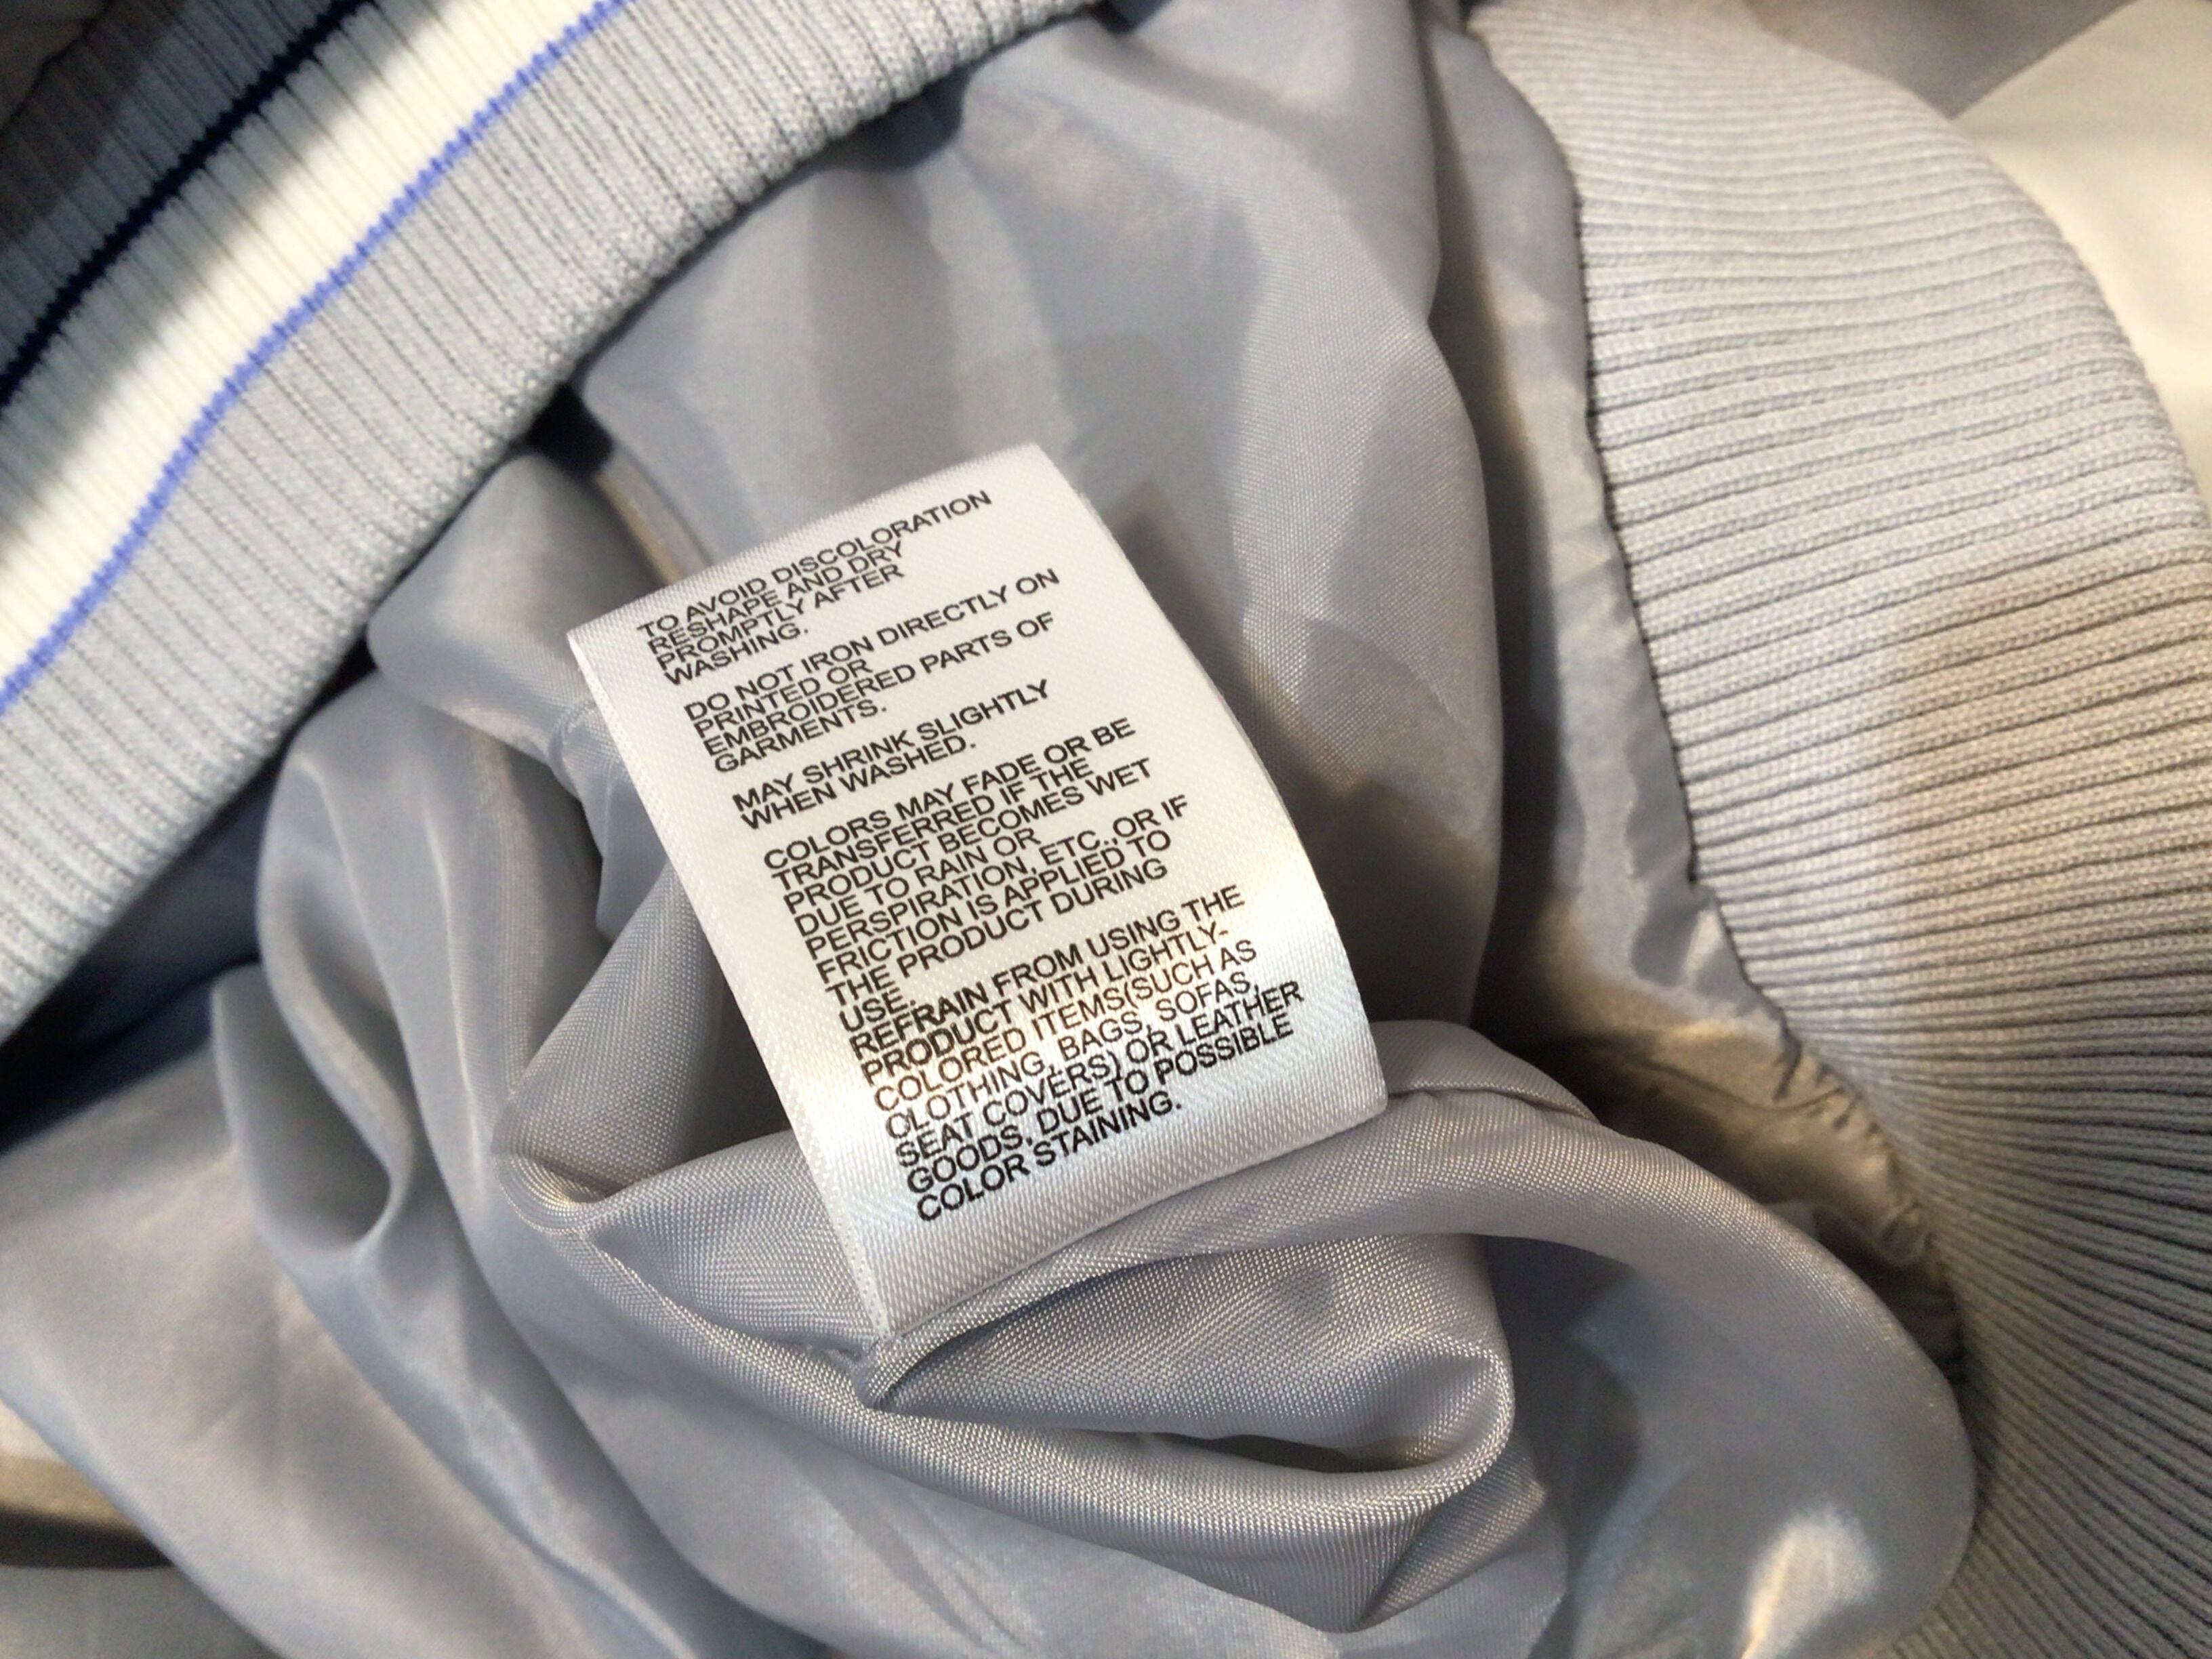 TO AVOID DISCOLORATION
RESHAPE AND DRY
PROMPTLY AFTER
WASHING.
DO NOT IRON DIRECTLY ON
PRINTED OR
EMBROIDERED PARTS OF
GARMENTS.
MAY SHRINK SLIGHTLY
WHEN WASHED.
COLORS MAY FADE OR BE
TRANSFERRED IF THE
PRODUCT BECOMES WET
DUE TO RAIN OR
PERSPIRATION, ETC., OR IF
FRICTION IS APPLIED TO
THE PRODUCT DURING
USE.
REFRAIN FROM USING THE
PRODUCT WITH LIGHTLY-
COLORED ITEMS(SUCH AS
CLOTHING, BAGS, SOFAS,
SEAT COVERS) OR LEATHER
GOODS, DUE TO POSSIBLE
COLOR STAINING.